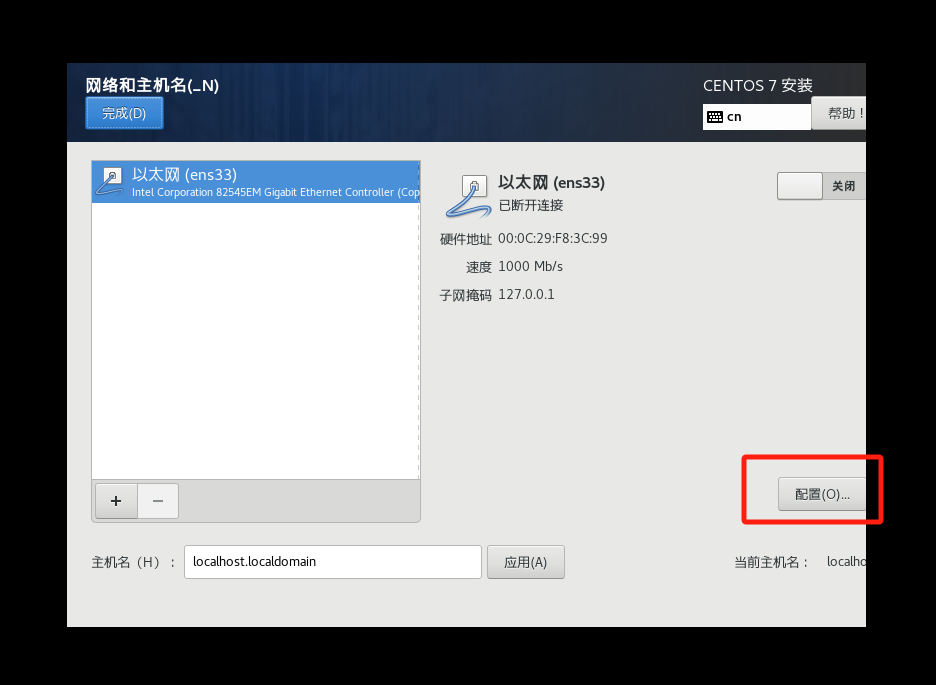 网络和主机名(_N)
CENTOS 7 安装
完成(D)
cn
帮助！
以太网 (ens33)
Intel Corporation 82545EM Gigabit Ethernet Controller (Cop
以太网 (ens33)
已断开连接
关闭
硬件地址 00:0C:29:F8:3C:99
速度 1000 Mb/s
子网掩码 127.0.0.1
+
−
配置(O)...
主机名（H）：
localhost.localdomain
应用(A)
当前主机名：
localho